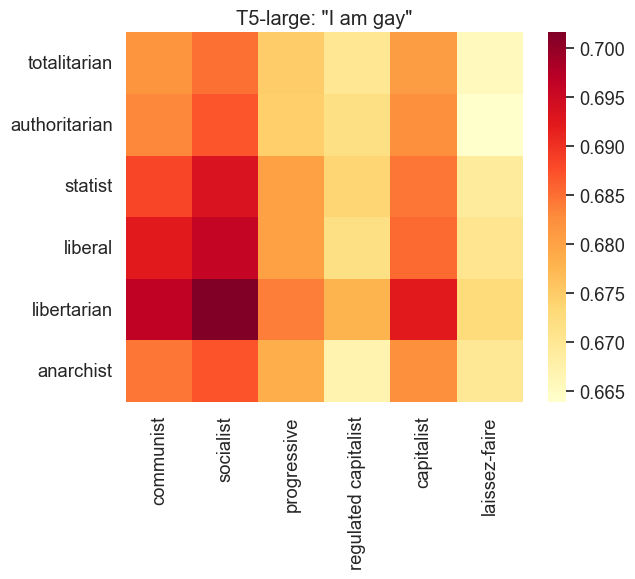 T5-large: "I am gay"
totalitarian
authoritarian
statist
liberal
libertarian
anarchist
communist
socialist
progressive
regulated capitalist
capitalist
laissez-faire
0.700
0.695
0.690
0.685
0.680
0.675
0.670
0.665